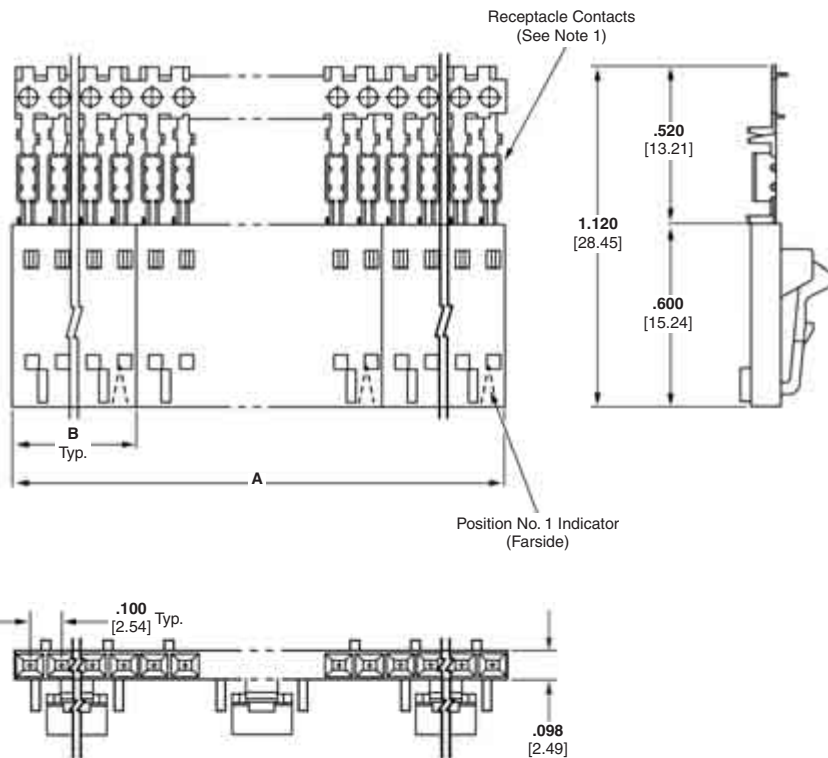 Receptacle Contacts
(See Note 1)
.520
[13.21]
1.120
[28.45]
.600
[15.24]
B
Typ.
A
Position No. 1 Indicator
(Farside)
.100
[2.54] Typ.
.098
[2.49]